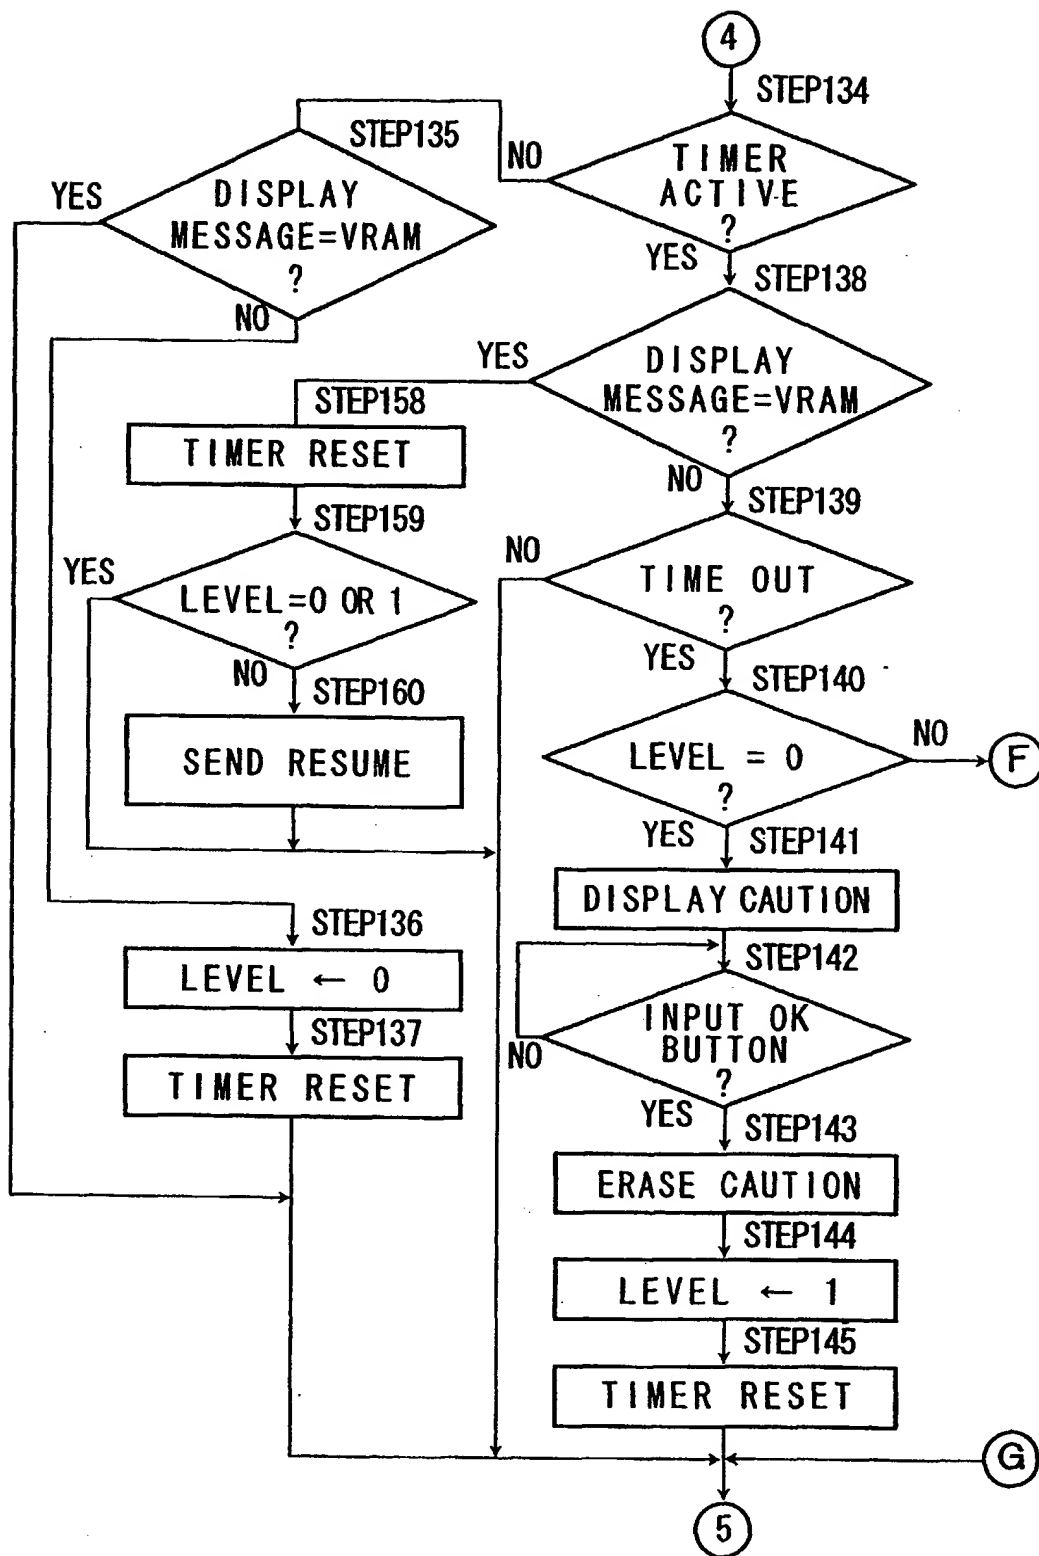 4
STEP134
TIMER
ACTIVE
?
NO
YES
STEP135
DISPLAY
MESSAGE=VRAM
?
YES
NO
STEP138
DISPLAY
MESSAGE=VRAM
?
YES
NO
STEP158
TIMER RESET
STEP159
LEVEL=0 OR 1
?
YES
NO
STEP160
SEND RESUME
STEP139
TIME OUT
?
NO
YES
STEP140
LEVEL = 0
?
NO
F
YES
STEP141
DISPLAY CAUTION
STEP142
INPUT OK
BUTTON
?
NO
YES
STEP136
LEVEL ← 0
STEP137
TIMER RESET
STEP143
ERASE CAUTION
STEP144
LEVEL ← 1
STEP145
TIMER RESET
G
5